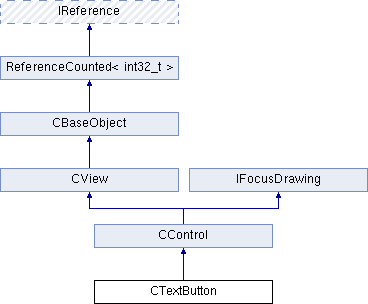 IReference
ReferenceCounted< int32_t >
CBaseObject
CView
IFocusDrawing
CControl
CTextButton